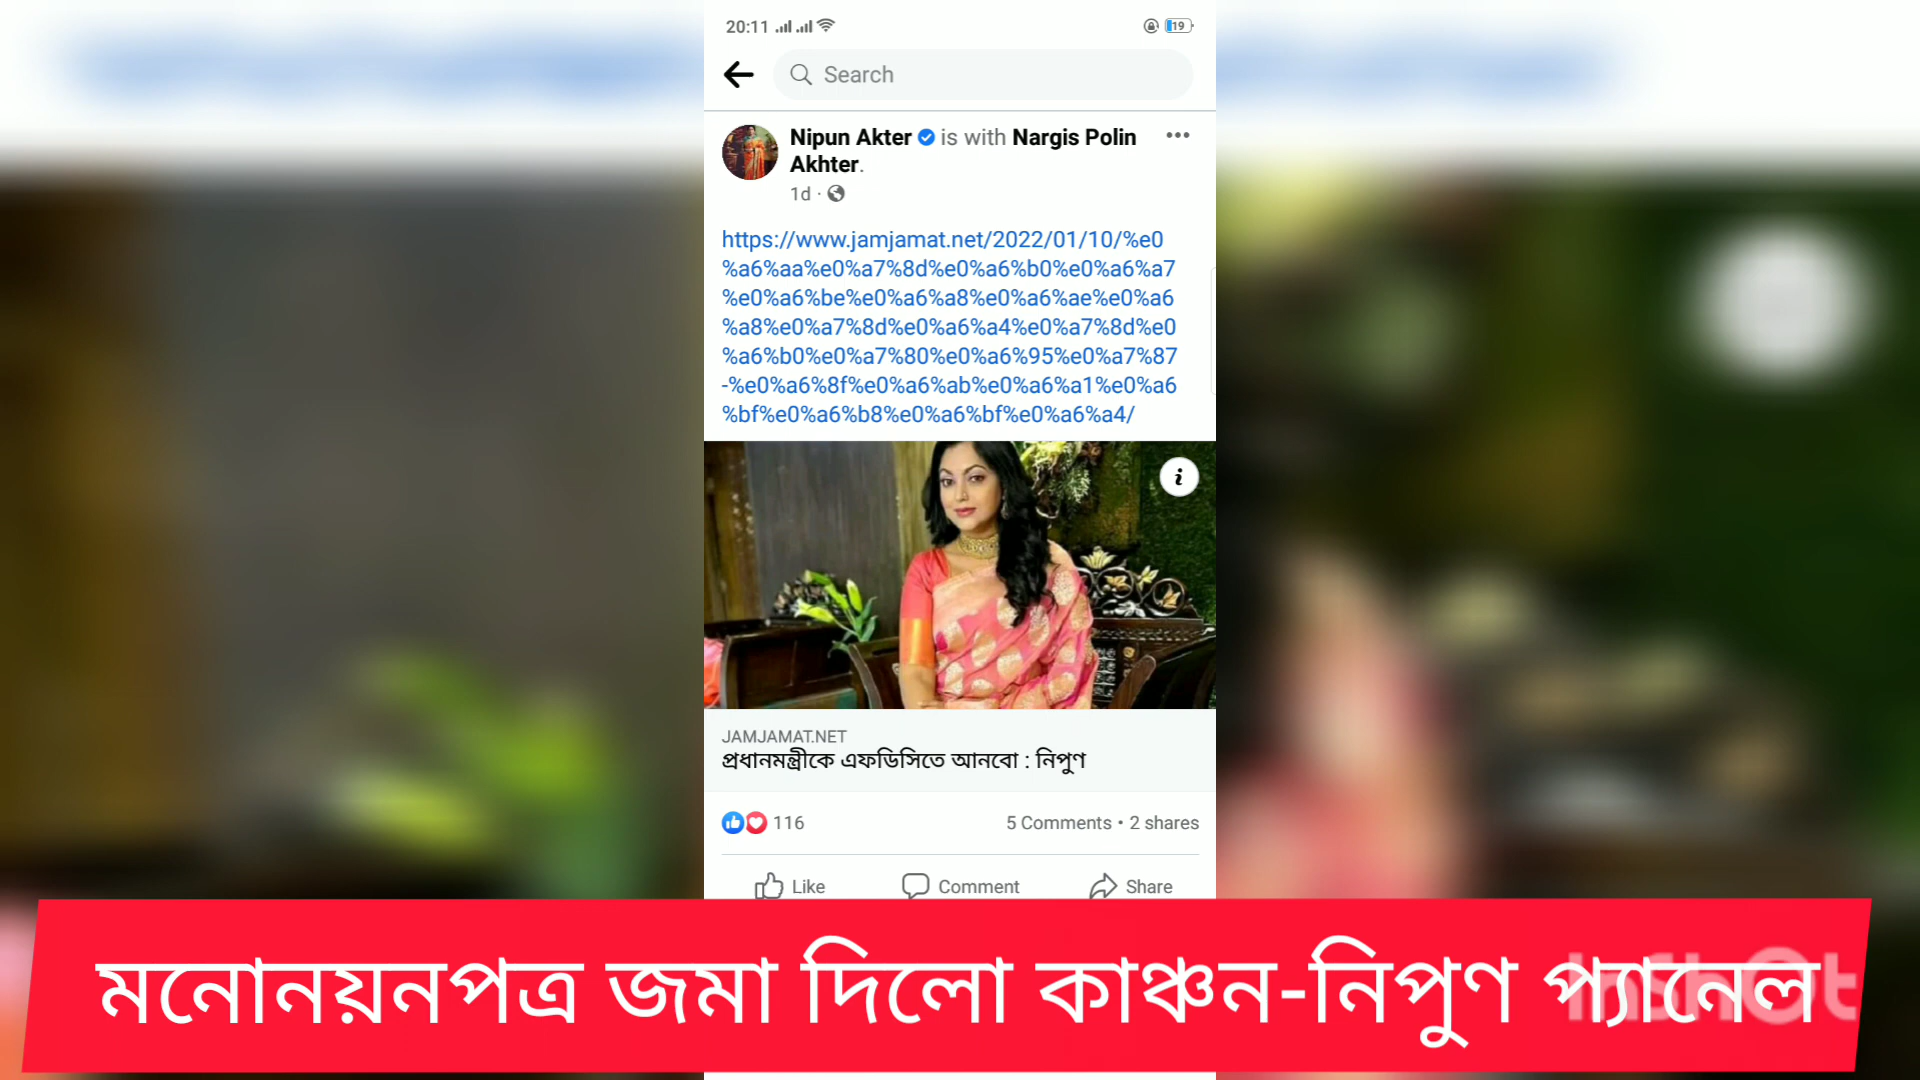 20:11
19
Search
Nipun Akter is with Nargis Polin
Akhter.
1d ·
https://www.jamjamat.net/2022/01/10/%e0
%a6%aa%e0%a7%8d%e0%a6%b0%e0%a6%a7
%e0%a6%be%e0%a6%a8%e0%a6%ae%e0%a6
%a8%e0%a7%8d%e0%a6%a4%e0%a7%8d%e0
%a6%b0%e0%a7%80%e0%a6%95%e0%a7%87
-%e0%a6%8f%e0%a6%ab%e0%a6%a1%e0%a6
%bf%e0%a6%b8%e0%a6%bf%e0%a6%a4/
i
JAMJAMAT.NET
প্রধানমন্ত্রীকে এফডিসিতে আনবো : নিপুণ
116
5 Comments • 2 shares
Like
Comment
Share
মনোনয়নপত্র জমা দিলো কাঞ্চন-নিপুণ প্যানেল
InShOt